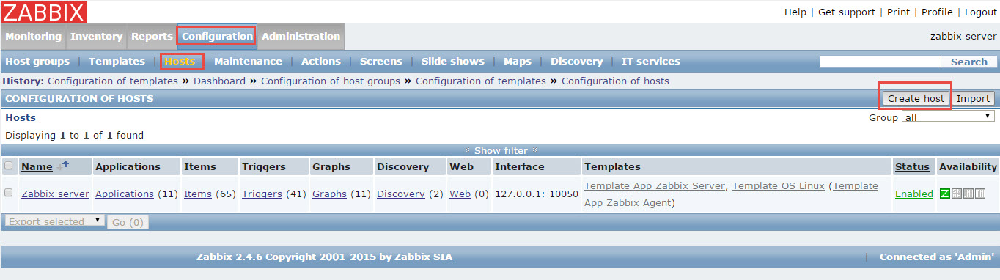 ZABBIX
Help | Get support | Print | Profile | Logout
Monitoring Inventory Reports Configuration Administration
zabbix server
Host groups | Templates | Hosts | Maintenance | Actions | Screens | Slide shows | Maps | Discovery | IT services
Search
History: Configuration of templates » Dashboard » Configuration of host groups » Configuration of templates » Configuration of hosts
CONFIGURATION OF HOSTS
Create host Import
Hosts
Group all
Displaying 1 to 1 of 1 found
Show filter
Name Applications Items Triggers Graphs Discovery Web Interface Templates Status Availability
Zabbix server Applications (11) Items (65) Triggers (41) Graphs (11) Discovery (2) Web (0) 127.0.0.1: 10050 Template App Zabbix Server, Template OS Linux (Template
App Zabbix Agent)
Enabled
Z
Export selected Go (0)
Zabbix 2.4.6 Copyright 2001-2015 by Zabbix SIA
| Connected as 'Admin'